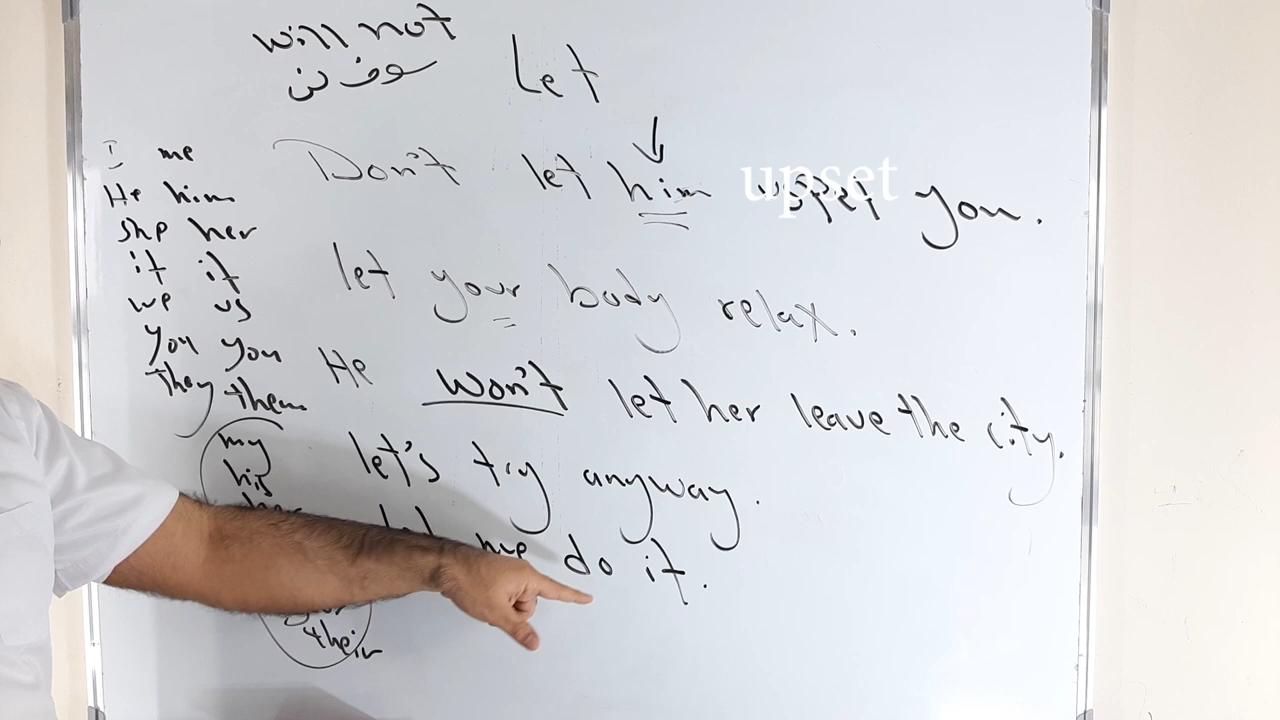 will not
سوف لن
Let
Don't let him upset you.
upset
let your body relax.
He won't let her leave the city.
let's try anyway.
let me do it.
I me
He him
she her
it it
we us
you you
they them
my
his
her
their